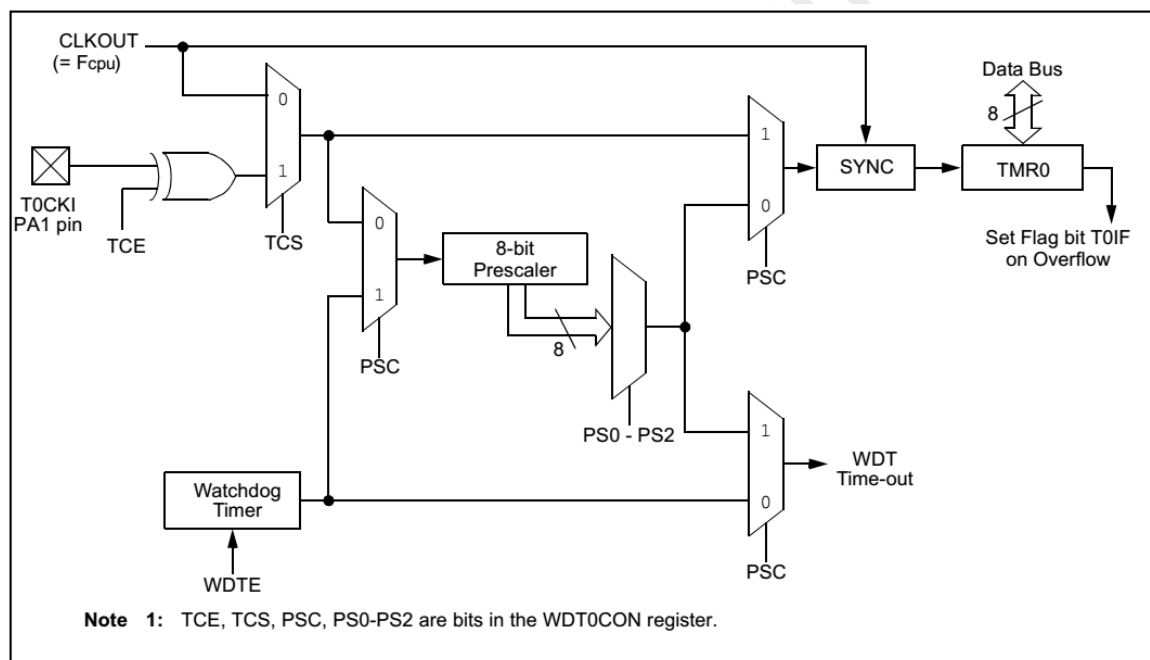 CLKOUT
(= Fcpu)
T0CKI
PA1 pin
TCE
0
1
TCS
0
1
PSC
8-bit
Prescaler
8
PS0 - PS2
1
0
PSC
SYNC
Data Bus
8
TMR0
Set Flag bit T0IF
on Overflow
Watchdog
Timer
WDTE
1
0
PSC
WDT
Time-out
Note 1: TCE, TCS, PSC, PS0-PS2 are bits in the WDT0CON register.